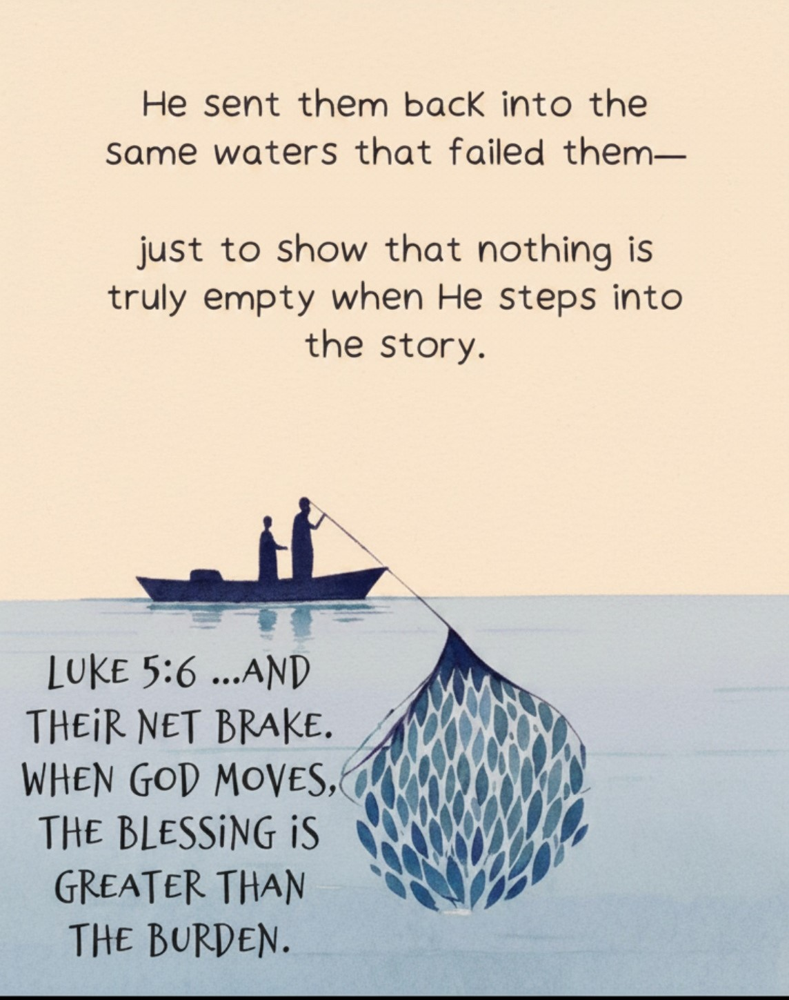 He sent them back into the
same waters that failed them—
just to show that nothing is
truly empty when He steps into
the story.
LUKE 5:6 ...AND
THEiR NET BRAKE.
WHEN GOD MOVES,
THE BLESSiNG iS
GREATER THAN
THE BURDEN.